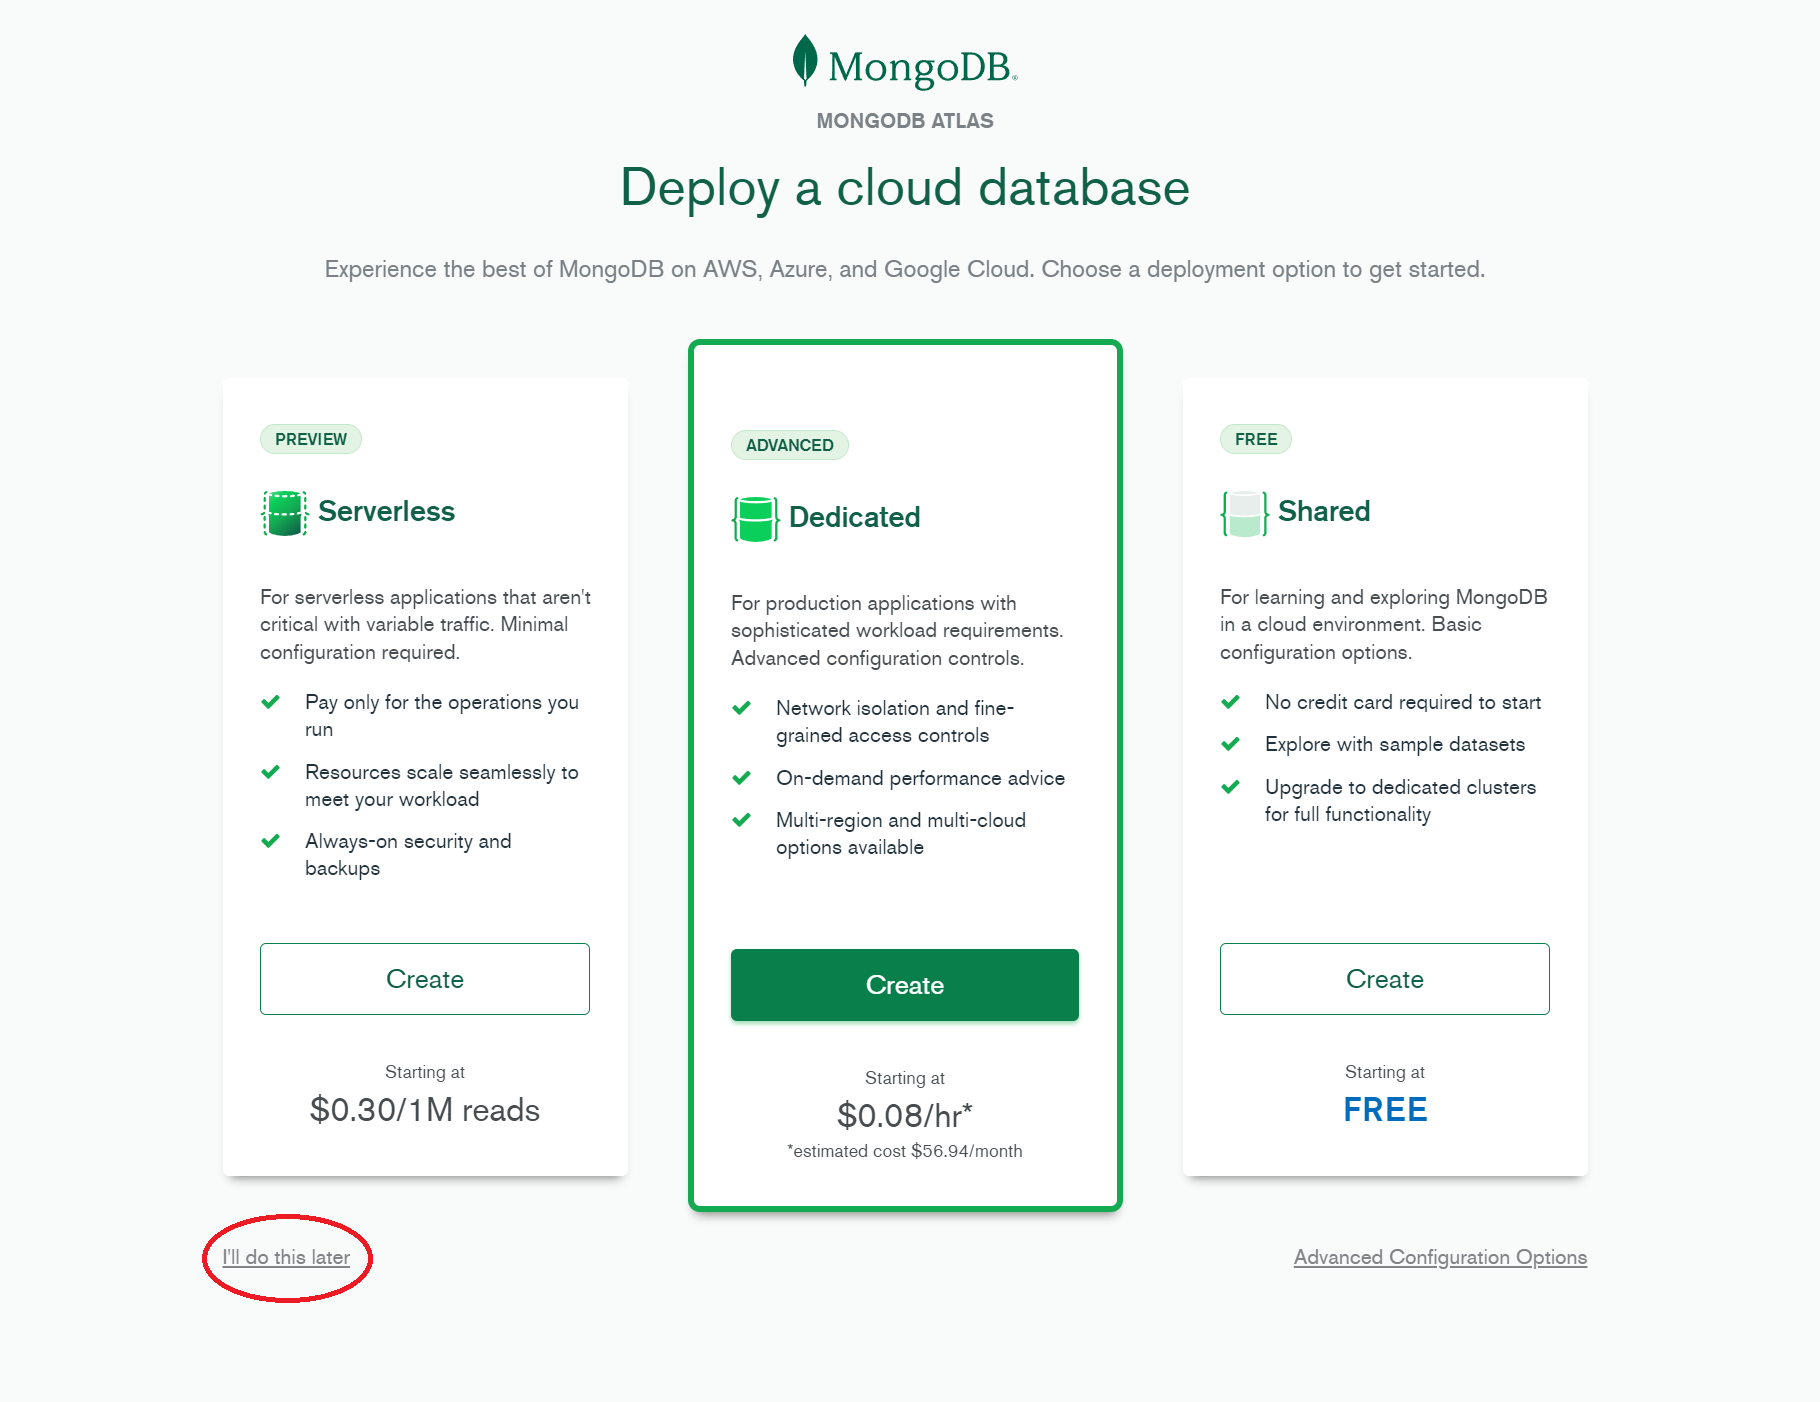 MongoDB®
MONGODB ATLAS
Deploy a cloud database
Experience the best of MongoDB on AWS, Azure, and Google Cloud. Choose a deployment option to get started.
PREVIEW
Serverless
For serverless applications that aren't
critical with variable traffic. Minimal
configuration required.
Pay only for the operations you
run
Resources scale seamlessly to
meet your workload
Always-on security and
backups
Create
Starting at
$0.30/1M reads
ADVANCED
Dedicated
For production applications with
sophisticated workload requirements.
Advanced configuration controls.
Network isolation and fine-
grained access controls
On-demand performance advice
Multi-region and multi-cloud
options available
Create
Starting at
$0.08/hr*
*estimated cost $56.94/month
FREE
Shared
For learning and exploring MongoDB
in a cloud environment. Basic
configuration options.
No credit card required to start
Explore with sample datasets
Upgrade to dedicated clusters
for full functionality
Create
Starting at
FREE
I'll do this later
Advanced Configuration Options